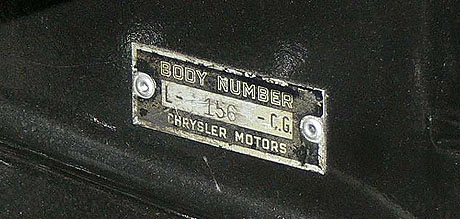 BODY NUMBER
L- 156 -C.G.
CHRYSLER MOTORS